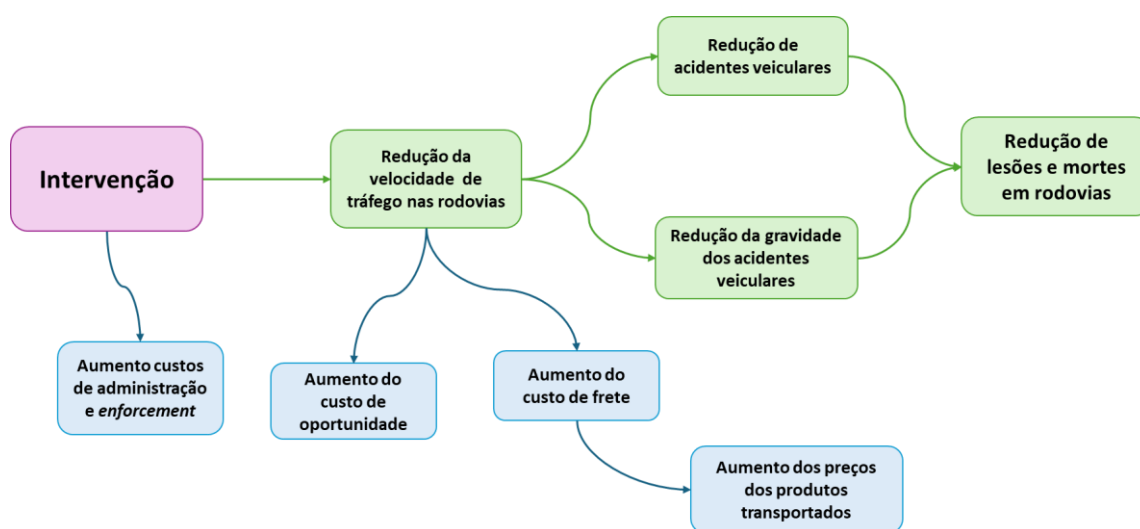 Intervenção
Redução da
velocidade de
tráfego nas rodovias
Redução de
acidentes veiculares
Redução da gravidade
dos acidentes
veiculares
Redução de
lesões e mortes
em rodovias
Aumento custos
de administração
e enforcement
Aumento do
custo de
oportunidade
Aumento do
custo de frete
Aumento dos preços
dos produtos
transportados